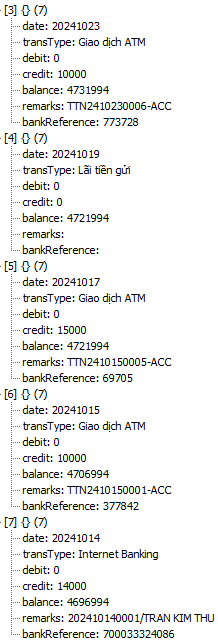 [3] {} (7)
date: 20241023
transType: Giao dịch ATM
debit: 0
credit: 10000
balance: 4731994
remarks: TTN2410230006-ACC
bankReference: 773728
[4] {} (7)
date: 20241019
transType: Lãi tiền gửi
debit: 0
credit: 0
balance: 4721994
remarks:
bankReference:
[5] {} (7)
date: 20241017
transType: Giao dịch ATM
debit: 0
credit: 15000
balance: 4721994
remarks: TTN2410150005-ACC
bankReference: 69705
[6] {} (7)
date: 20241015
transType: Giao dịch ATM
debit: 0
credit: 10000
balance: 4706994
remarks: TTN2410150001-ACC
bankReference: 377842
[7] {} (7)
date: 20241014
transType: Internet Banking
debit: 0
credit: 14000
balance: 4696994
remarks: 202410140001/TRAN KIM THU
bankReference: 700033324086